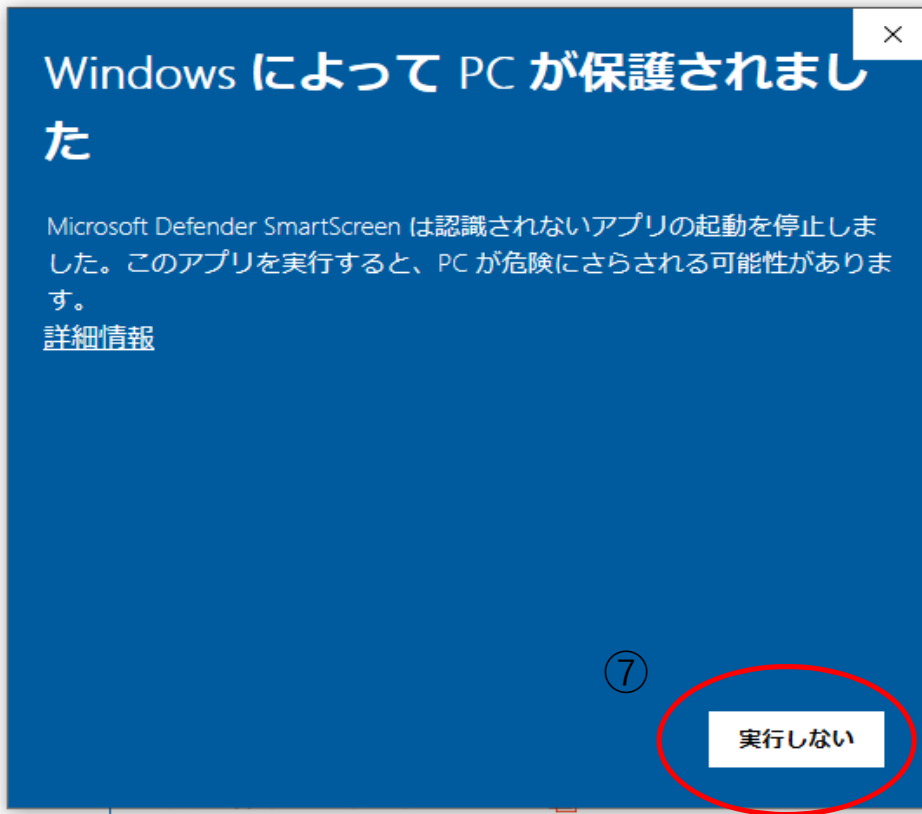 Windows によって PC が保護されまし
た
Microsoft Defender SmartScreen は認識されないアプリの起動を停止しま
した。このアプリを実行すると、PC が危険にさらされる可能性がありま
す。
詳細情報
⑦
実行しない